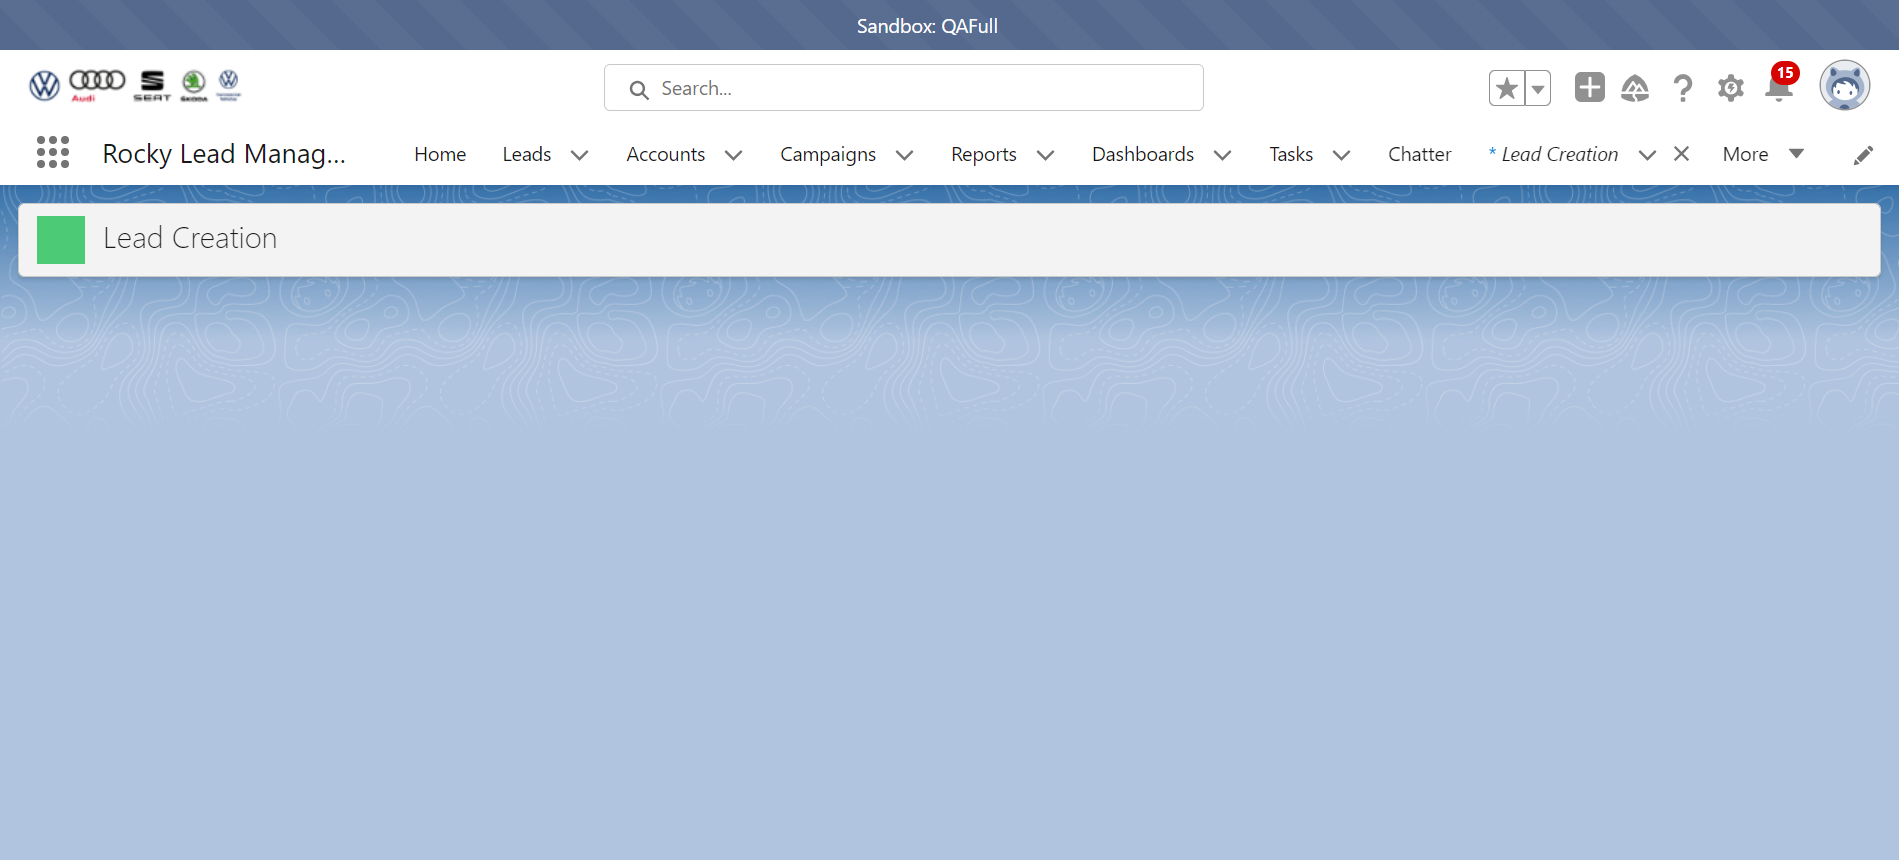 Sandbox: QAFull
Audi SEAT ŠKODA
Search...
15
Rocky Lead Manag...
Home Leads Accounts Campaigns Reports Dashboards Tasks Chatter * Lead Creation More
Lead Creation